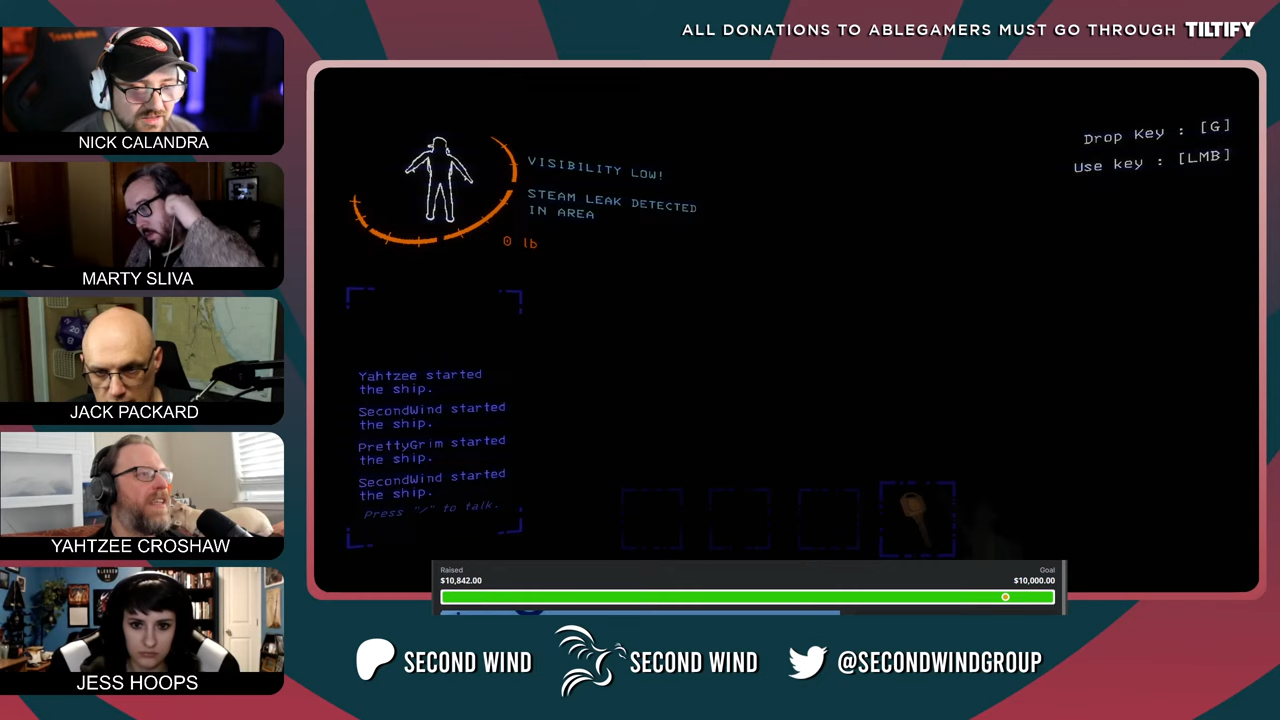 ALL DONATIONS TO ABLEGAMERS MUST GO THROUGH TILTIFY
NICK CALANDRA
MARTY SLIVA
JACK PACKARD
YAHTZEE CROSHAW
JESS HOOPS
VISIBILITY LOW!
STEAM LEAK DETECTED
IN AREA
0 lb
Drop Key : [G]
Use key : [LMB]
Yahtzee started
the ship.
SecondWind started
the ship.
PrettyGrim started
the ship.
SecondWind started
the ship.
Press "/" to talk.
Raised
Goal
$10,842.00
$10,000.00
SECOND WIND
SECOND WIND
@SECONDWINDGROUP